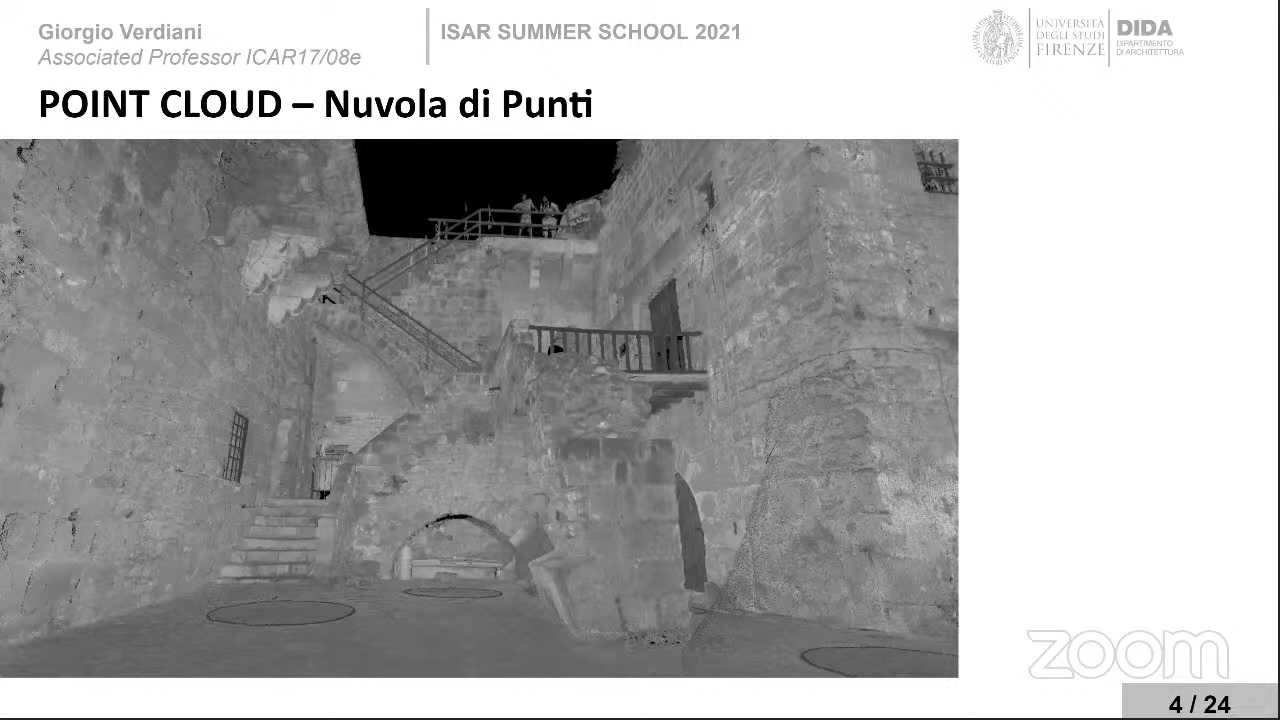 Giorgio Verdiani
Associated Professor ICAR17/08e
ISAR SUMMER SCHOOL 2021
UNIVERSITÀ
DEGLI STUDI
FIRENZE
DIDA
DIPARTIMENTO
DI ARCHITETTURA
POINT CLOUD – Nuvola di Punti
zoom
4 / 24